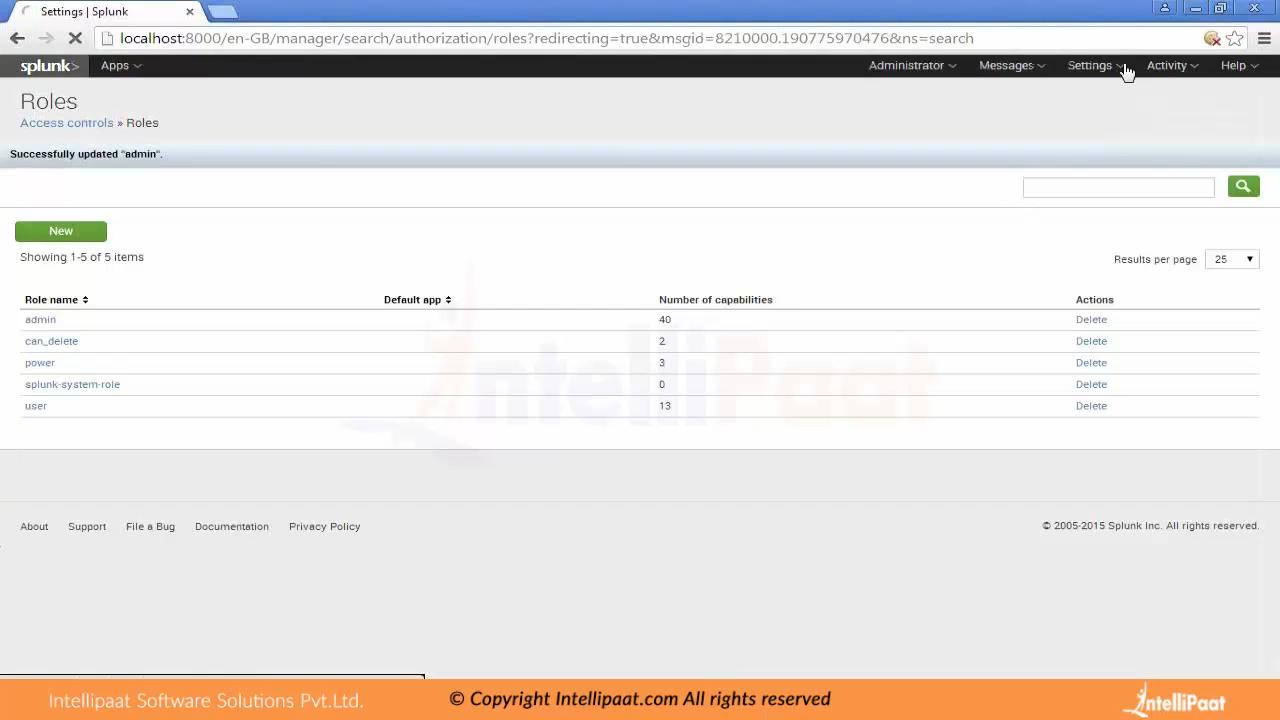 Settings | Splunk
localhost:8000/en-GB/manager/search/authorization/roles?redirecting=true&msgid=8210000.190775970476&ns=search
splunk> Apps Administrator Messages Settings Activity Help
Roles
Access controls » Roles
Successfully updated "admin".
New
Showing 1-5 of 5 items
Results per page 25
Role name Default app Number of capabilities Actions
admin 40 Delete
can_delete 2 Delete
power 3 Delete
splunk-system-role 0 Delete
user 13 Delete
IntelliPaat
About Support File a Bug Documentation Privacy Policy © 2005-2015 Splunk Inc. All rights reserved.
Intellipaat Software Solutions Pvt.Ltd. © Copyright Intellipaat.com All rights reserved IntelliPaat